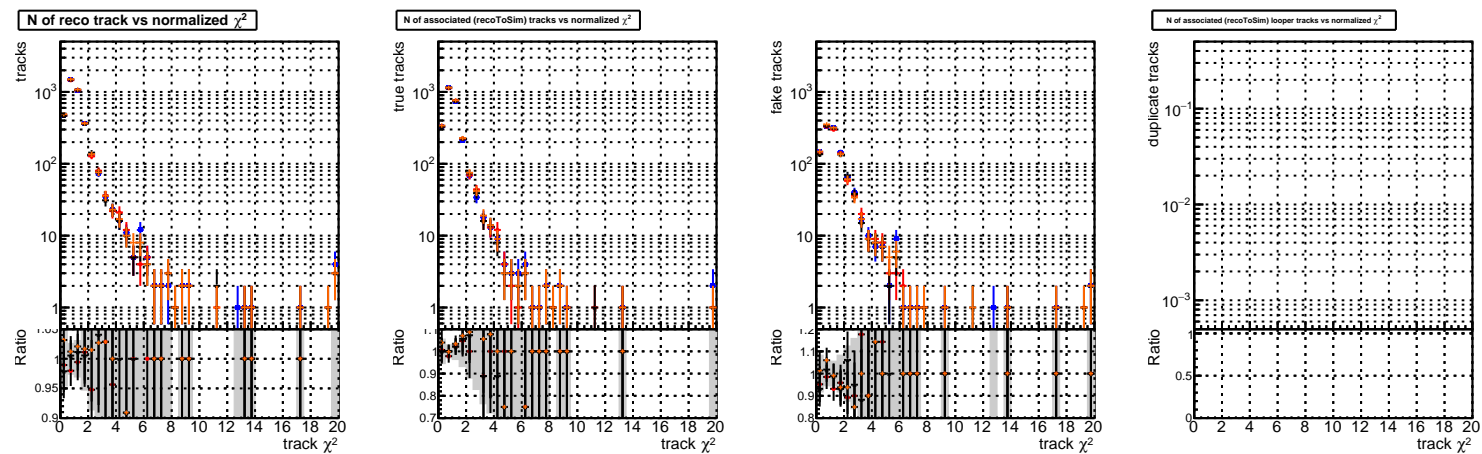 N of reco track vs normalized χ²
tracks
10³
10²
10
1
Ratio
1.05
1
0.95
0.9
0 2 4 6 8 10 12 14 16 18 20
track χ²
N of associated (recoToSim) tracks vs normalized χ²
true tracks
10³
10²
10
1
Ratio
1.1
1
0.9
0.8
0.7
0 2 4 6 8 10 12 14 16 18 20
track χ²
fake tracks
10³
10²
10
1
Ratio
1.2
1.1
1.0
0.9
0.8
0 2 4 6 8 10 12 14 16 18 20
track χ²
N of associated (recoToSim) looper tracks vs normalized χ²
duplicate tracks
10⁻¹
10⁻²
10⁻³
Ratio
1
0.5
0
0 2 4 6 8 10 12 14 16 18 20
track χ²